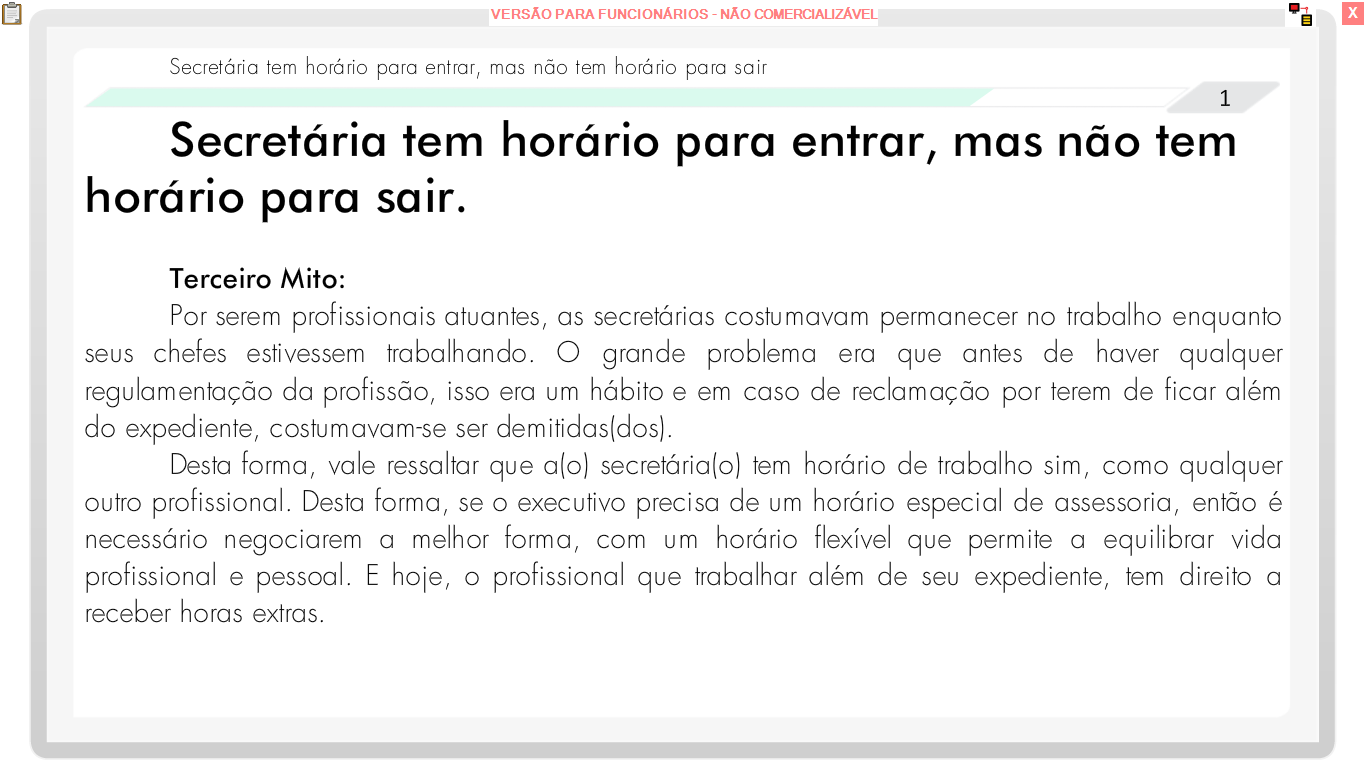 VERSÃO PARA FUNCIONÁRIOS - NÃO COMERCIALIZÁVEL
X
Secretária tem horário para entrar, mas não tem horário para sair
1
Secretária tem horário para entrar, mas não tem
horário para sair.
Terceiro Mito:
Por serem profissionais atuantes, as secretárias costumavam permanecer no trabalho enquanto
seus chefes estivessem trabalhando. O grande problema era que antes de haver qualquer
regulamentação da profissão, isso era um hábito e em caso de reclamação por terem de ficar além
do expediente, costumavam-se ser demitidas(dos).
Desta forma, vale ressaltar que a(o) secretária(o) tem horário de trabalho sim, como qualquer
outro profissional. Desta forma, se o executivo precisa de um horário especial de assessoria, então é
necessário negociarem a melhor forma, com um horário flexível que permite a equilibrar vida
profissional e pessoal. E hoje, o profissional que trabalhar além de seu expediente, tem direito a
receber horas extras.